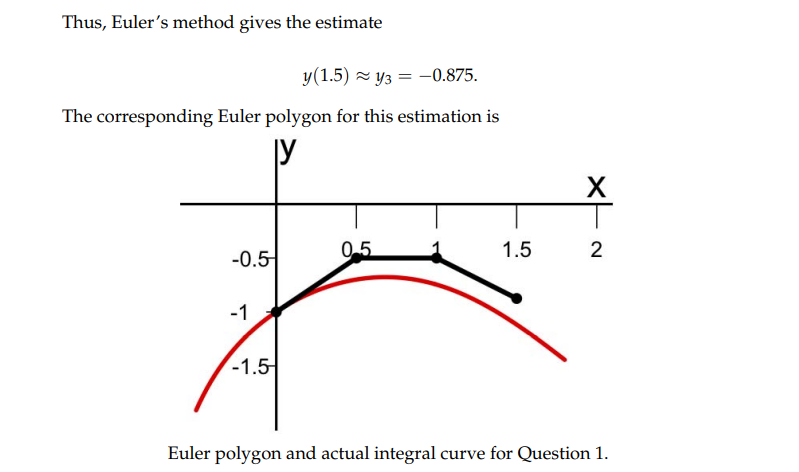 Thus, Euler's method gives the estimate
y(1.5) ≈ y₃ = −0.875.
The corresponding Euler polygon for this estimation is
y
x
0.5
1
1.5
2
-0.5
-1
-1.5
Euler polygon and actual integral curve for Question 1.